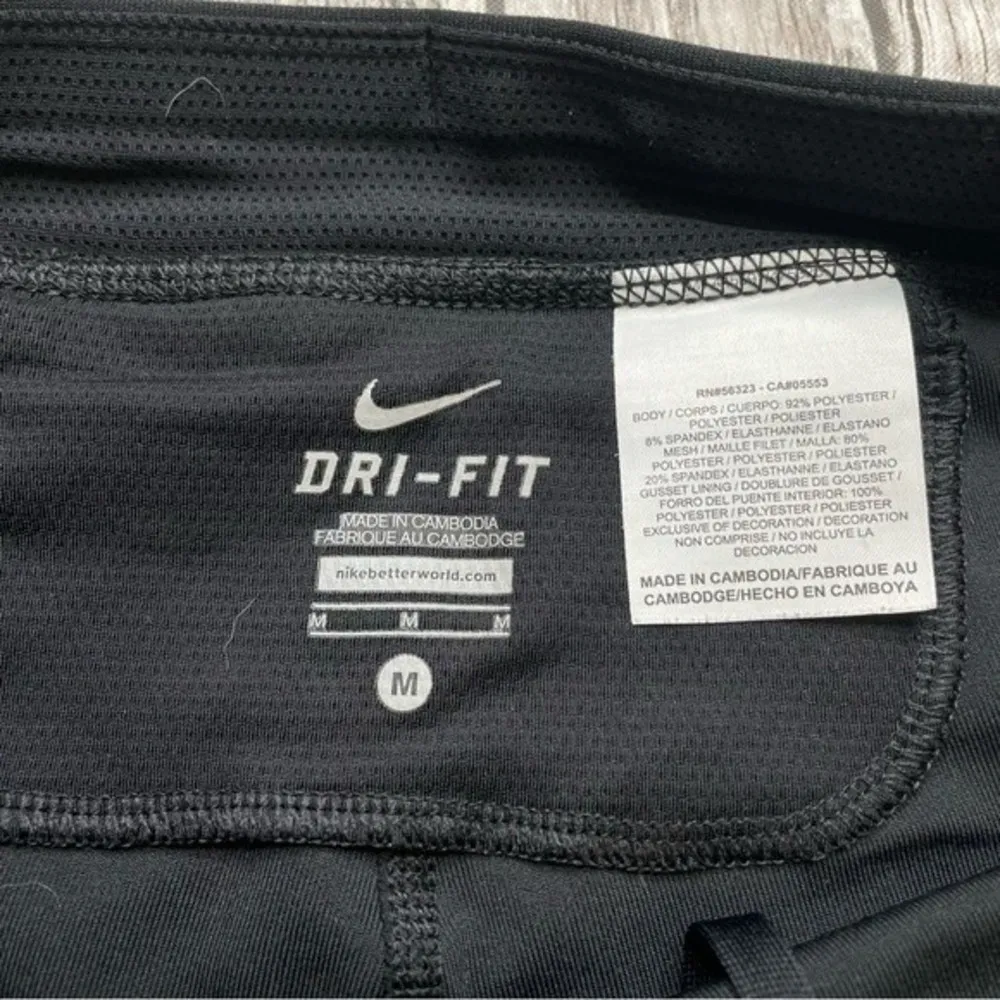 DRI-FIT
MADE IN CAMBODIA
FABRIQUE AU CAMBODGE
nikebetterworld.com
M M M
M
RN#56323 - CA#05553
BODY / CORPS / CUERPO: 92% POLYESTER /
POLYESTER / POLIESTER
8% SPANDEX / ELASTHANNE / ELASTANO
MESH / MAILLE FILET / MALLA: 80%
POLYESTER / POLYESTER / POLIESTER
20% SPANDEX / ELASTHANNE / ELASTANO
GUSSET LINING / DOUBLURE DE GOUSSET /
FORRO DEL PUENTE INTERIOR: 100%
POLYESTER / POLYESTER / POLIESTER
EXCLUSIVE OF DECORATION / DECORATION
NON COMPRISE / NO INCLUYE LA
DECORACION
MADE IN CAMBODIA/FABRIQUE AU
CAMBODGE/HECHO EN CAMBOYA